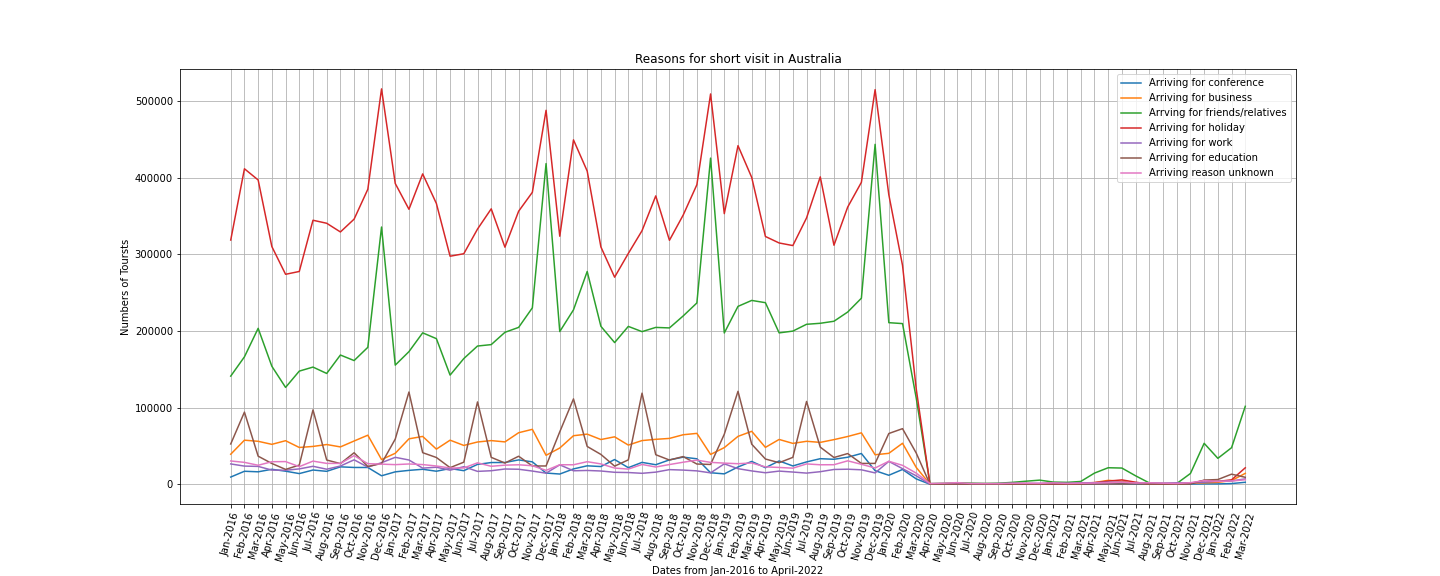 Reasons for short visit in Australia
Arriving for conference
Arriving for business
Arrving for friends/relatives
Arriving for holiday
Arriving for work
Arriving for education
Arriving reason unknown
Numbers of Toursts
500000
400000
300000
200000
100000
0
Jan-2016
Feb-2016
Mar-2016
Apr-2016
May-2016
Jun-2016
Jul-2016
Aug-2016
Sep-2016
Oct-2016
Nov-2016
Dec-2016
Jan-2017
Feb-2017
Mar-2017
Apr-2017
May-2017
Jun-2017
Jul-2017
Aug-2017
Sep-2017
Oct-2017
Nov-2017
Dec-2017
Jan-2018
Feb-2018
Mar-2018
Apr-2018
May-2018
Jun-2018
Jul-2018
Aug-2018
Sep-2018
Oct-2018
Nov-2018
Dec-2018
Jan-2019
Feb-2019
Mar-2019
Apr-2019
May-2019
Jun-2019
Jul-2019
Aug-2019
Sep-2019
Oct-2019
Nov-2019
Dec-2019
Jan-2020
Feb-2020
Mar-2020
Apr-2020
May-2020
Jun-2020
Jul-2020
Aug-2020
Sep-2020
Oct-2020
Nov-2020
Dec-2020
Jan-2021
Feb-2021
Mar-2021
Apr-2021
May-2021
Jun-2021
Jul-2021
Aug-2021
Sep-2021
Oct-2021
Nov-2021
Dec-2021
Jan-2022
Feb-2022
Mar-2022
Dates from Jan-2016 to April-2022